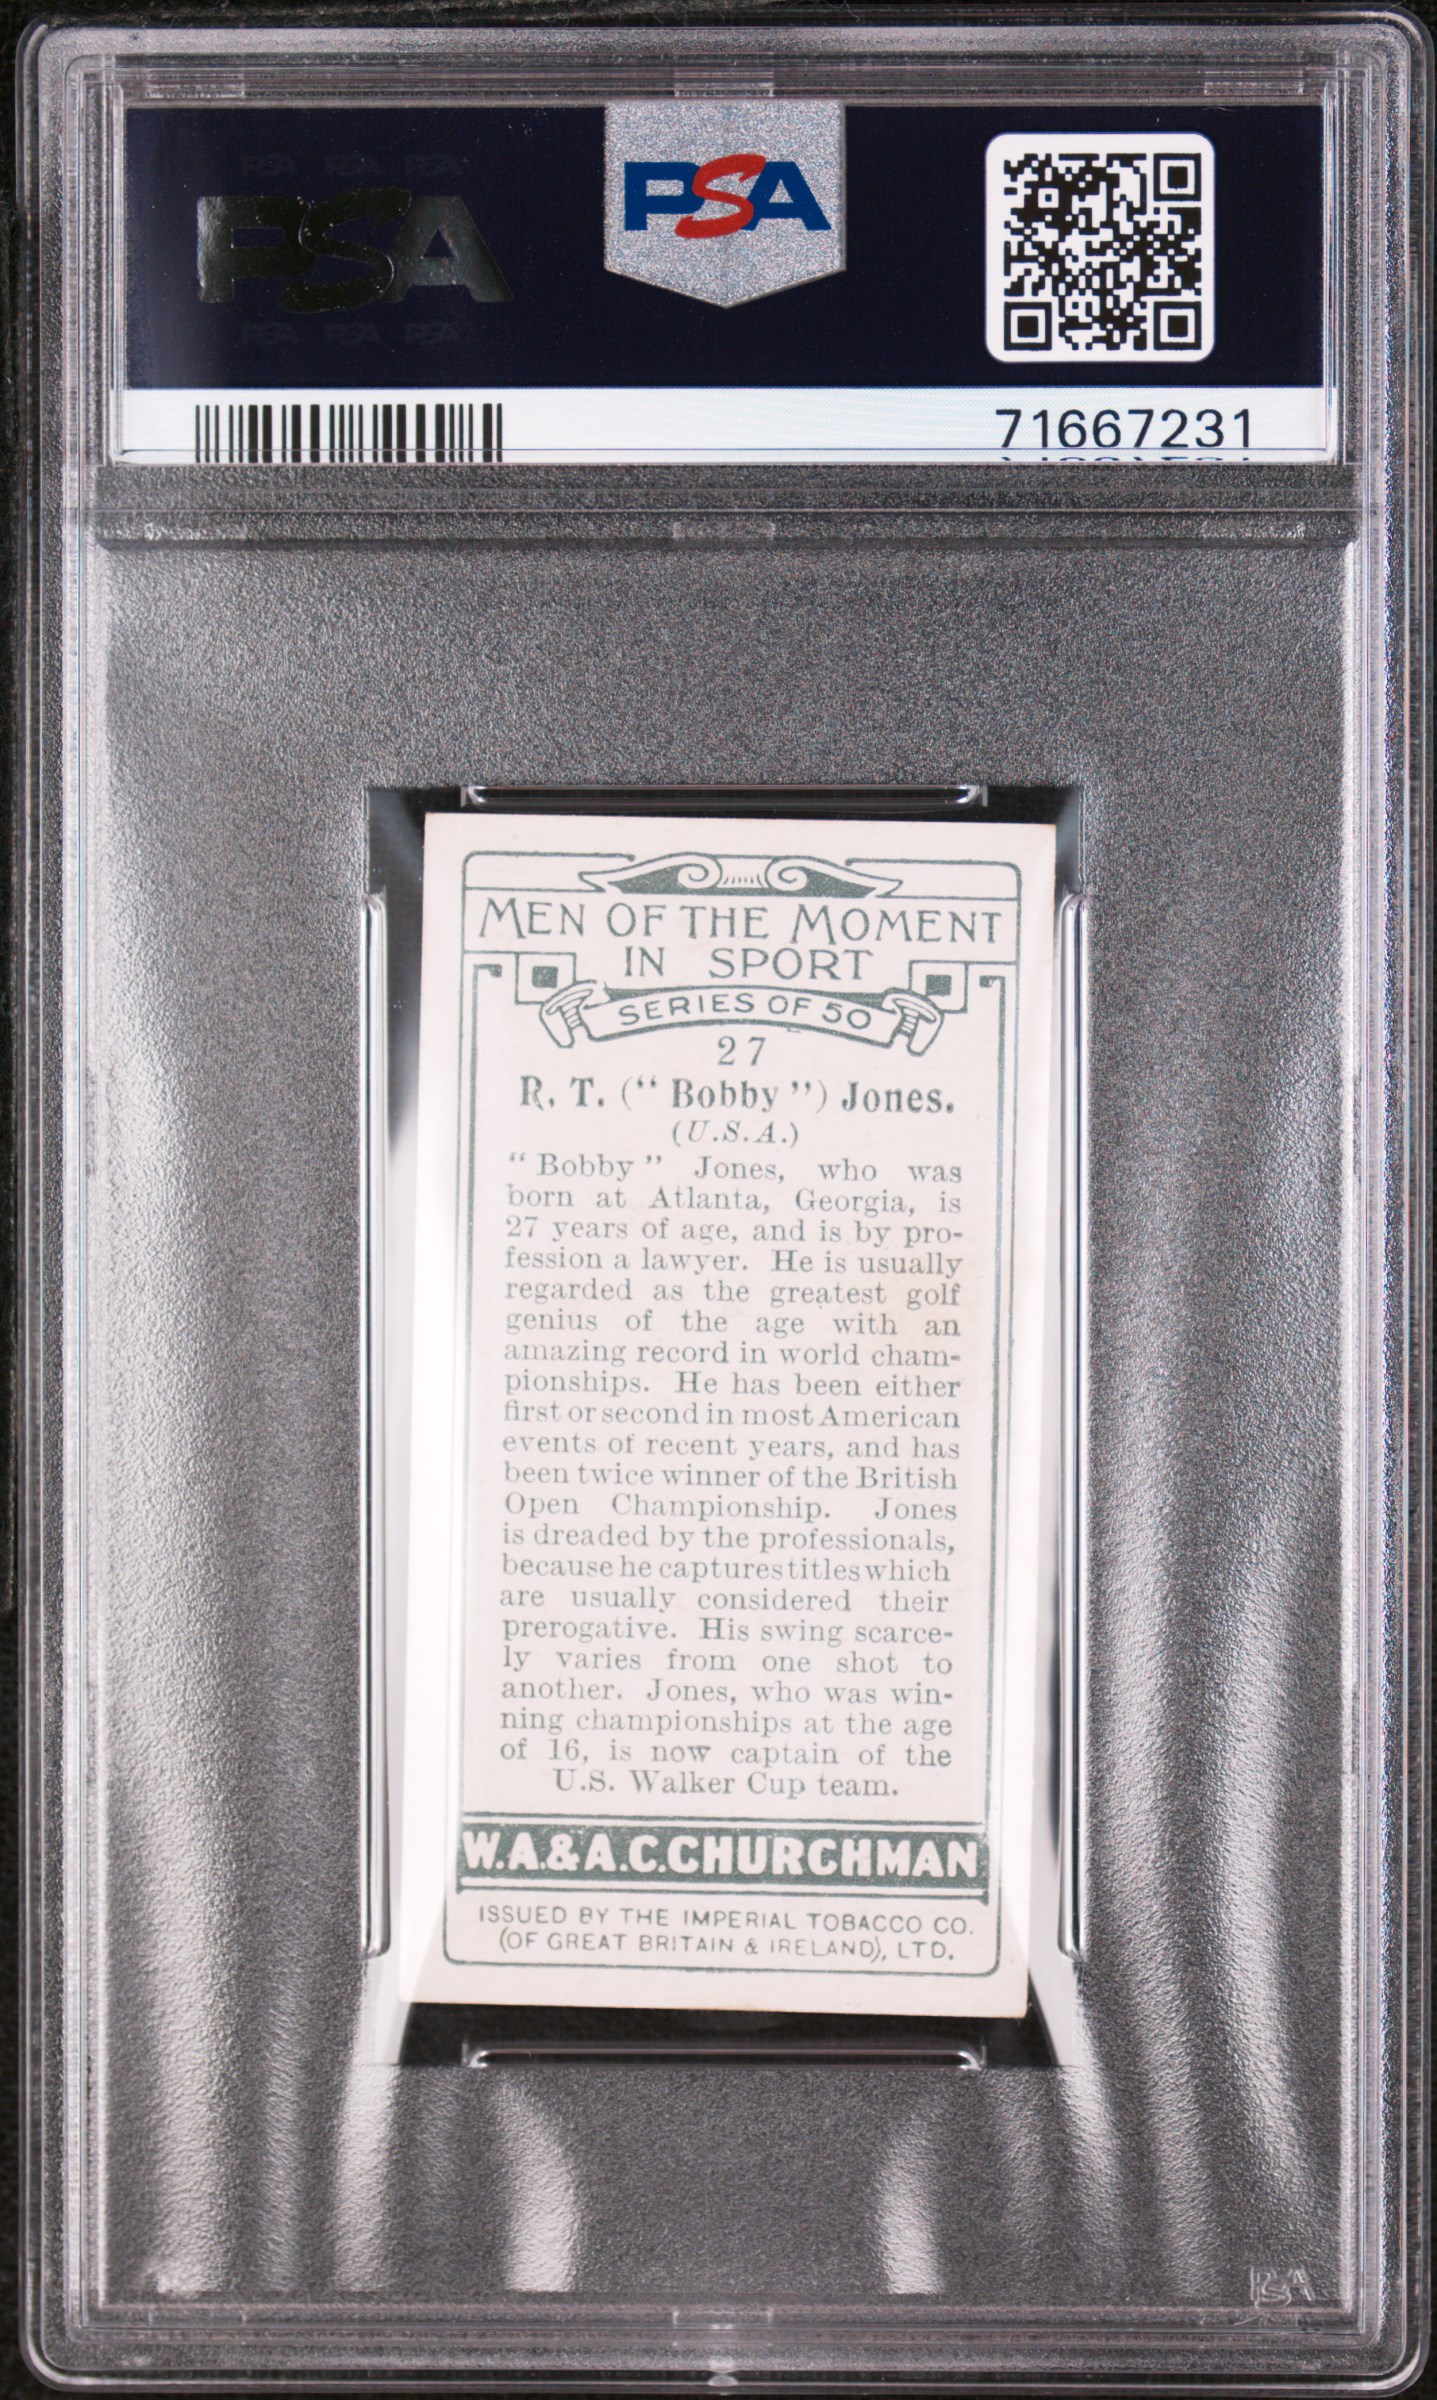 PSA PSA PSA
PSA
PSA
PSA PSA PSA
71667231
MEN OF THE MOMENT
IN SPORT
SERIES OF 50
27
R. T. (“ Bobby ”) Jones.
(U.S.A.)
“ Bobby ” Jones, who was
born at Atlanta, Georgia, is
27 years of age, and is by pro-
fession a lawyer. He is usually
regarded as the greatest golf
genius of the age with an
amazing record in world cham-
pionships. He has been either
first or second in most American
events of recent years, and has
been twice winner of the British
Open Championship. Jones
is dreaded by the professionals,
because he captures titles which
are usually considered their
prerogative. His swing scarce-
ly varies from one shot to
another. Jones, who was win-
ning championships at the age
of 16, is now captain of the
U.S. Walker Cup team.
W.A.&A.C.CHURCHMAN
ISSUED BY THE IMPERIAL TOBACCO CO.
(OF GREAT BRITAIN & IRELAND), LTD.
PSA